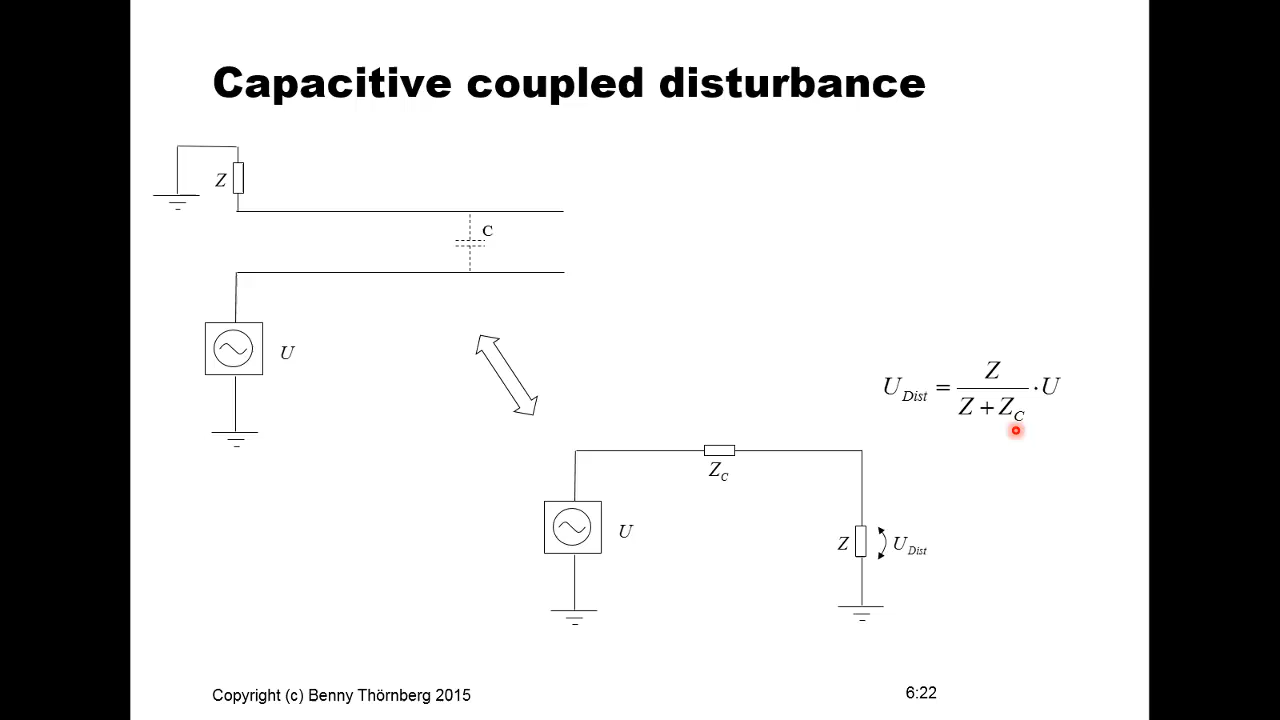 Capacitive coupled disturbance
Z
C
U
U_Dist = Z / (Z + Z_C) · U
Z_C
U
Z
U_Dist
Copyright (c) Benny Thörnberg 2015
6:22